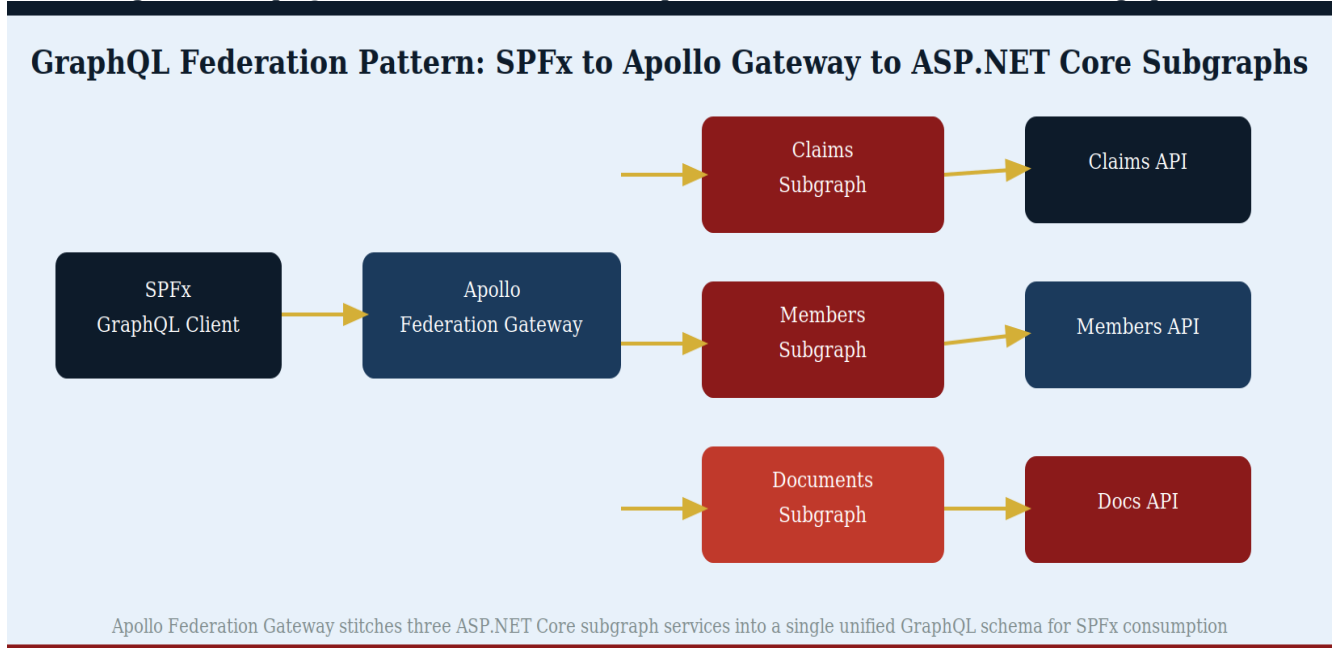 GraphQL Federation Pattern: SPFx to Apollo Gateway to ASP.NET Core Subgraphs
Claims
Subgraph
Claims API
SPFx
GraphQL Client
Apollo
Federation Gateway
Members
Subgraph
Members API
Documents
Subgraph
Docs API
Apollo Federation Gateway stitches three ASP.NET Core subgraph services into a single unified GraphQL schema for SPFx consumption